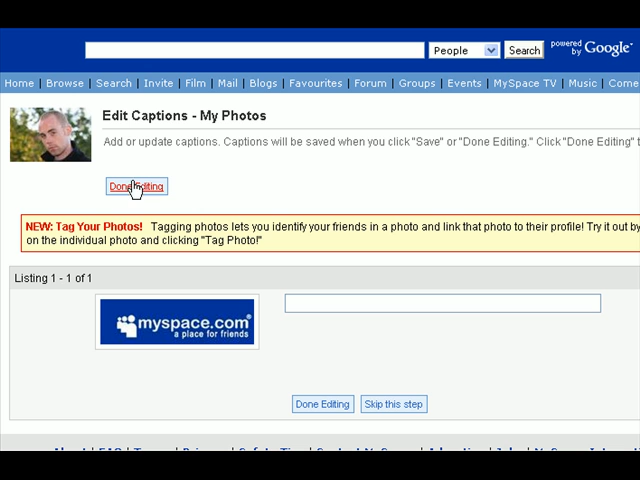 People Search powered by Google
Home | Browse | Search | Invite | Film | Mail | Blogs | Favourites | Forum | Groups | Events | MySpace TV | Music | Come
Edit Captions - My Photos
Add or update captions. Captions will be saved when you click "Save" or "Done Editing." Click "Done Editing" t
Done Editing
NEW: Tag Your Photos! Tagging photos lets you identify your friends in a photo and link that photo to their profile! Try it out by
on the individual photo and clicking "Tag Photo!"
Listing 1 - 1 of 1
myspace.com
a place for friends
Done Editing Skip this step